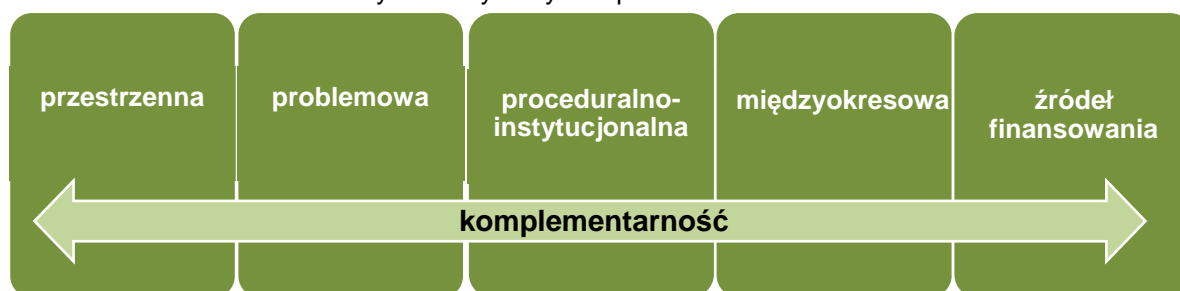 przestrzenna
problemowa
proceduralno-
instytucjonalna
międzyokresowa
źródeł
finansowania
komplementarność